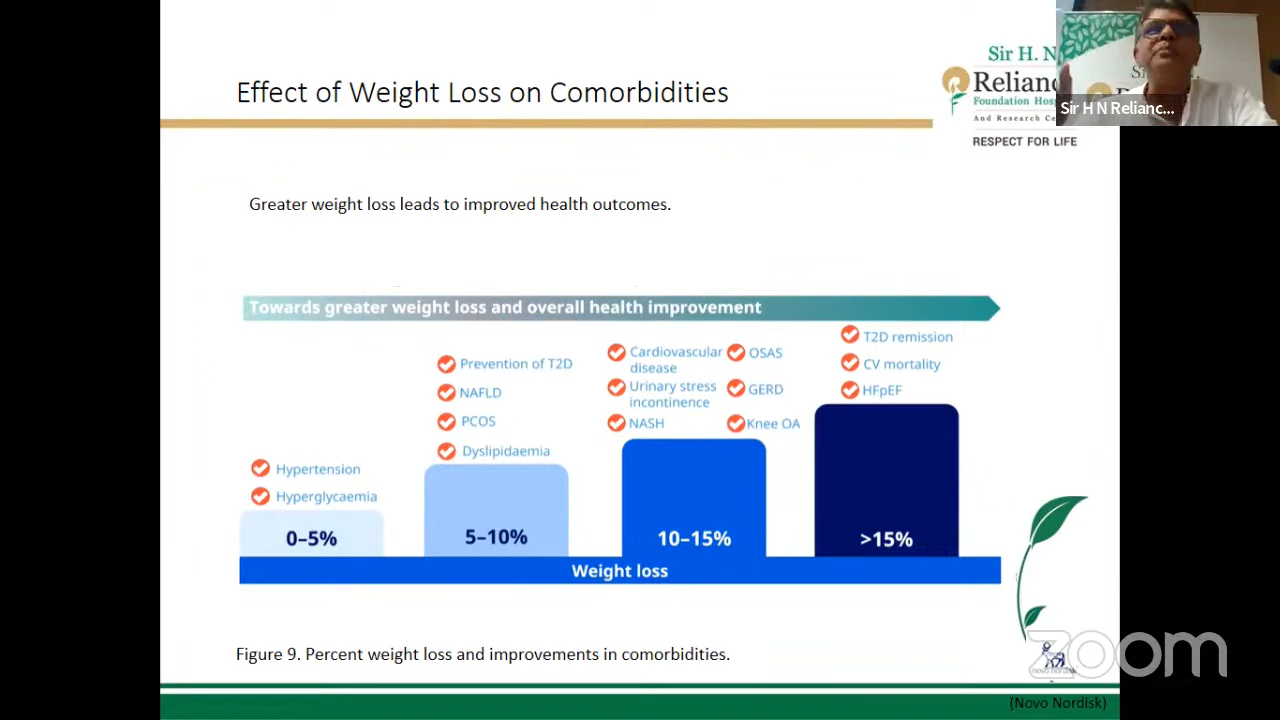 Effect of Weight Loss on Comorbidities
Sir H. N
Relianc
Foundation Hosp
And Research Ce
RESPECT FOR LIFE
Sir H N Relianc...
Greater weight loss leads to improved health outcomes.
Towards greater weight loss and overall health improvement
Hypertension
Hyperglycaemia
0–5%
Prevention of T2D
NAFLD
PCOS
Dyslipidaemia
5–10%
Cardiovascular
disease
Urinary stress
incontinence
NASH
OSAS
GERD
Knee OA
10–15%
T2D remission
CV mortality
HFpEF
>15%
Weight loss
Figure 9. Percent weight loss and improvements in comorbidities.
zoom
novo nordisk
(Novo Nordisk)